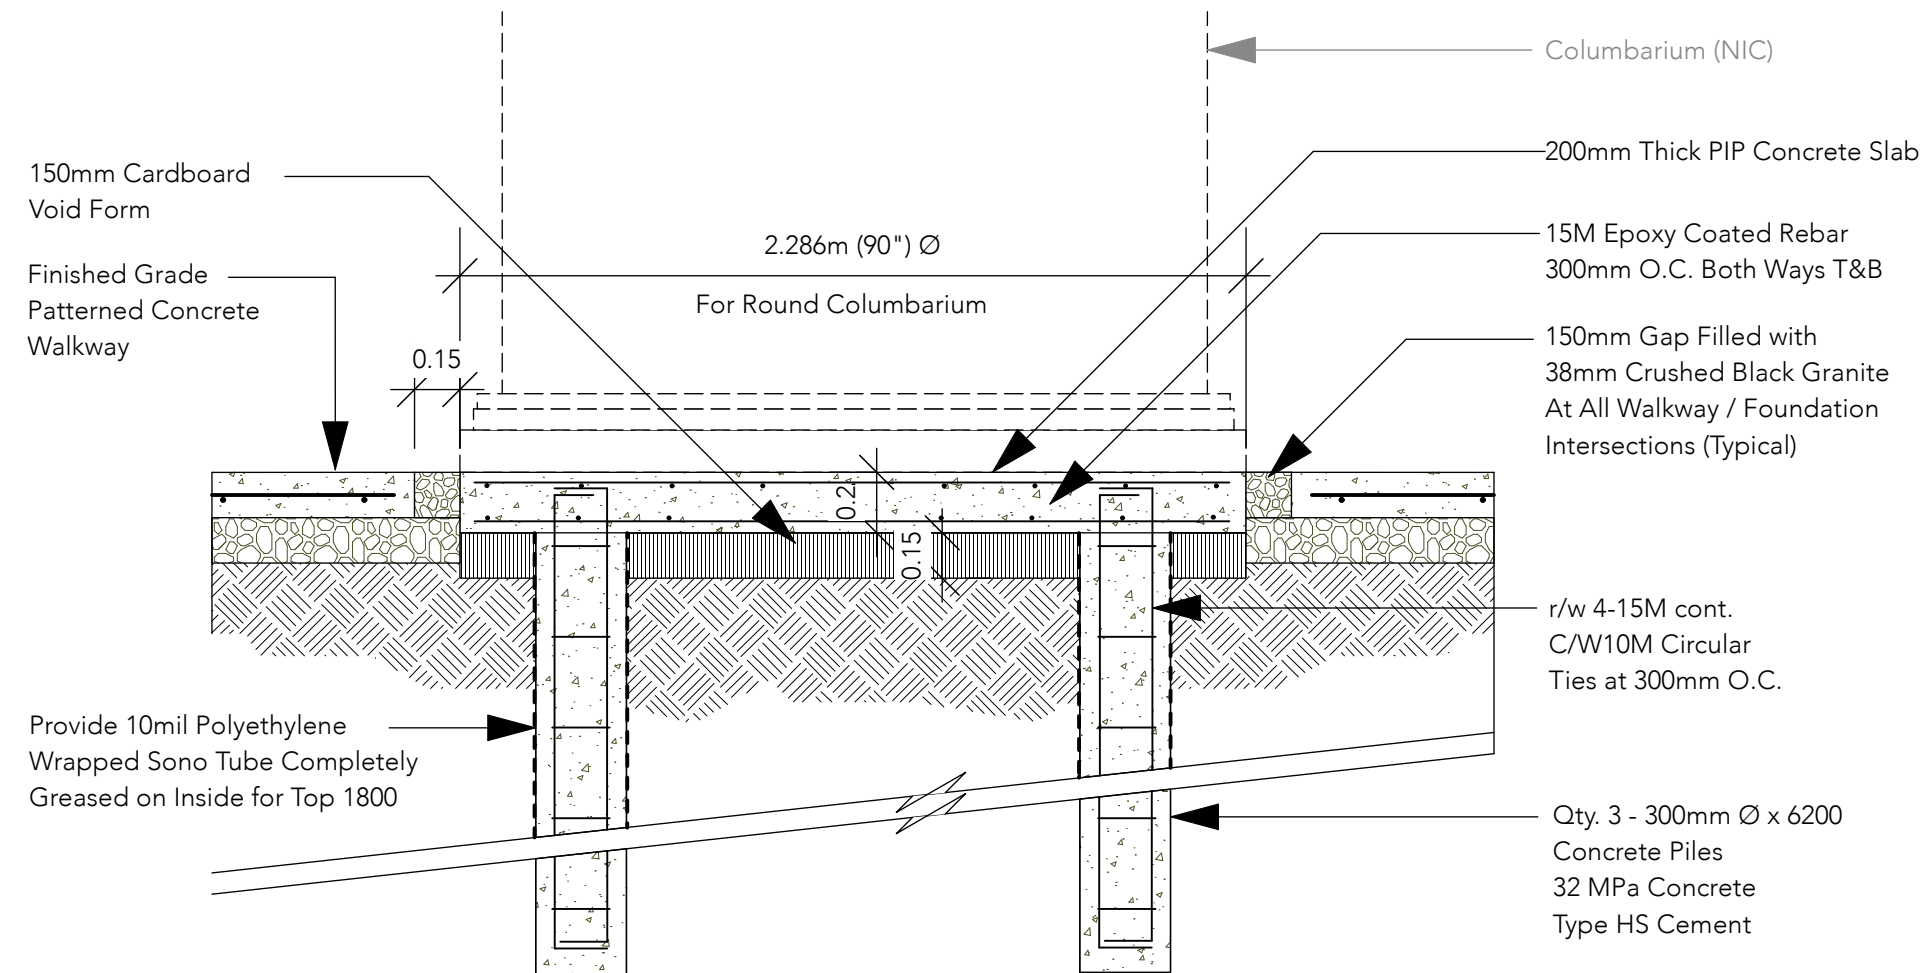 Columbarium (NIC)
200mm Thick PIP Concrete Slab
150mm Cardboard
Void Form
15M Epoxy Coated Rebar
300mm O.C. Both Ways T&B
2.286m (90") Ø
For Round Columbarium
Finished Grade
Patterned Concrete
Walkway
0.15
150mm Gap Filled with
38mm Crushed Black Granite
At All Walkway / Foundation
Intersections (Typical)
0.2
0.15
r/w 4-15M cont.
C/W10M Circular
Ties at 300mm O.C.
Provide 10mil Polyethylene
Wrapped Sono Tube Completely
Greased on Inside for Top 1800
Qty. 3 - 300mm Ø x 6200
Concrete Piles
32 MPa Concrete
Type HS Cement